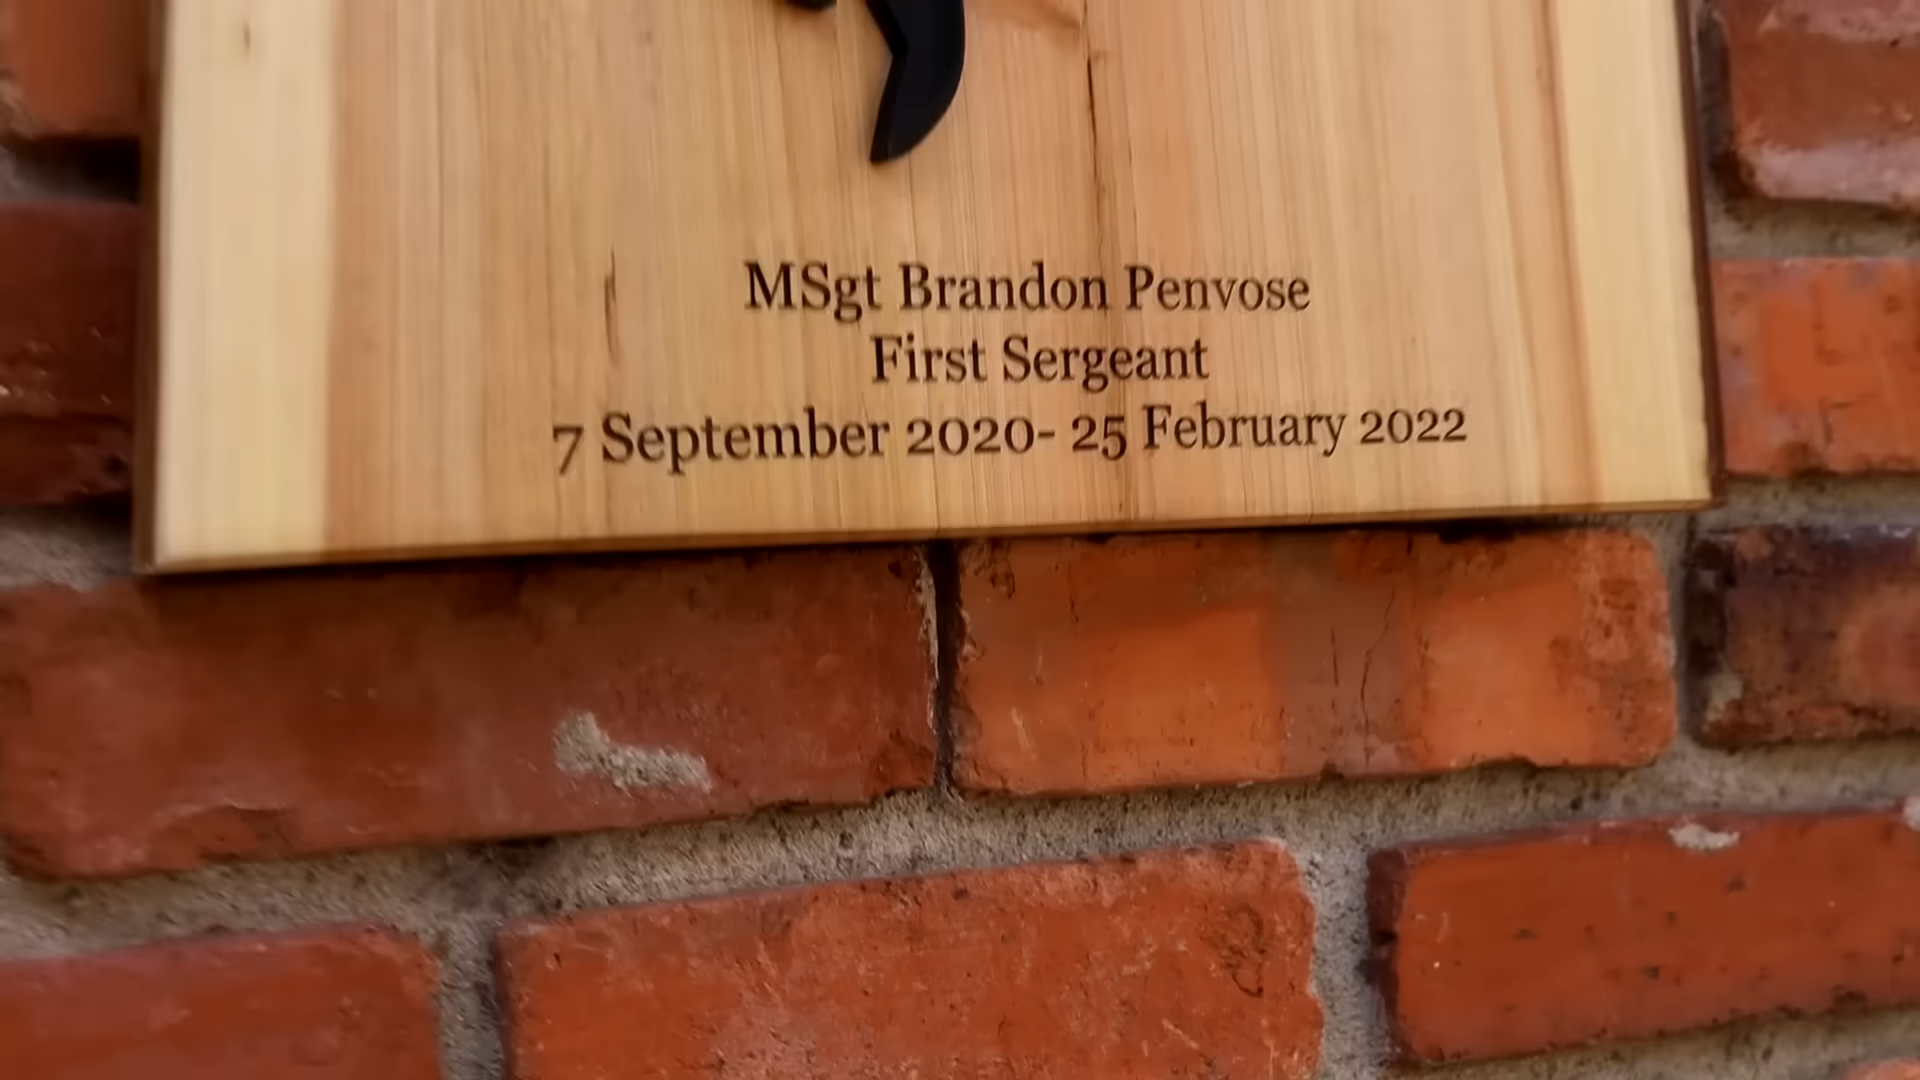 MSgt Brandon Penvose
First Sergeant
7 September 2020- 25 February 2022